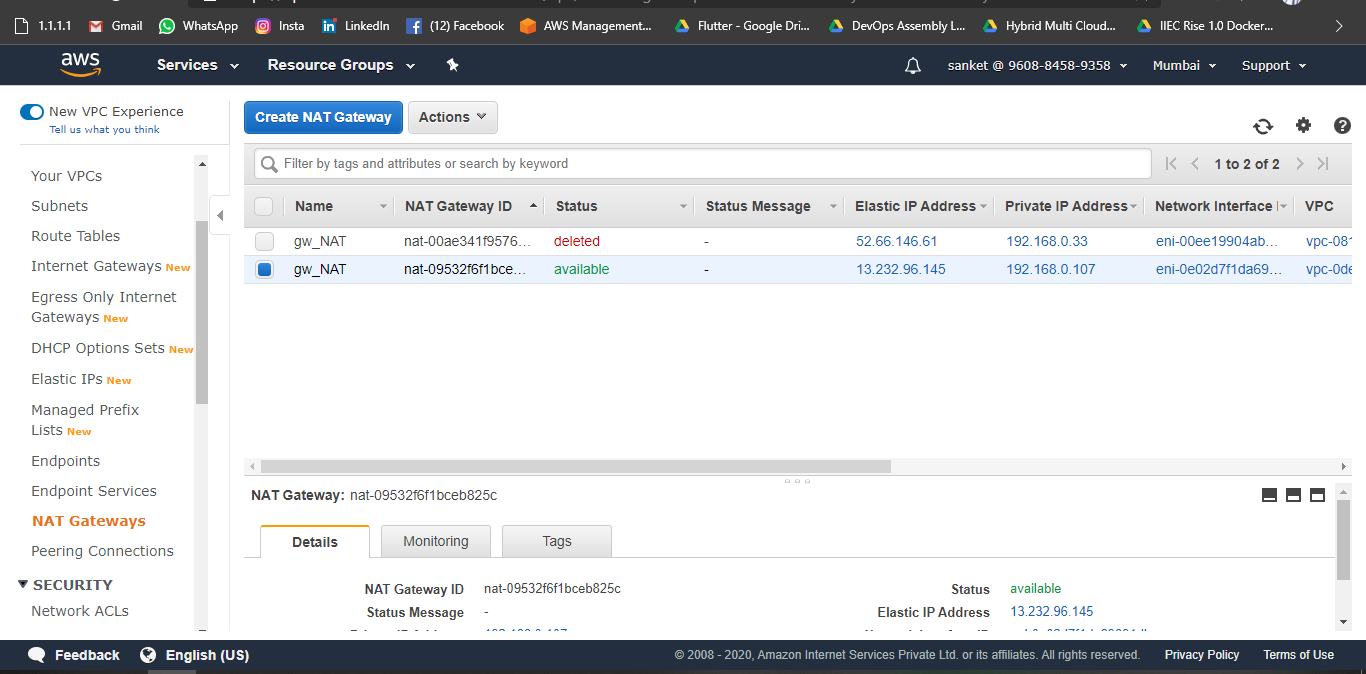 1.1.1.1 Gmail WhatsApp Insta LinkedIn (12) Facebook AWS Management... Flutter - Google Dri... DevOps Assembly L... Hybrid Multi Cloud... IIEC Rise 1.0 Docker...
aws Services Resource Groups sanket @ 9608-8458-9358 Mumbai Support
New VPC Experience
Tell us what you think
Your VPCs
Subnets
Route Tables
Internet Gateways New
Egress Only Internet
Gateways New
DHCP Options Sets New
Elastic IPs New
Managed Prefix
Lists New
Endpoints
Endpoint Services
NAT Gateways
Peering Connections
SECURITY
Network ACLs
Create NAT Gateway Actions
Filter by tags and attributes or search by keyword 1 to 2 of 2
Name NAT Gateway ID Status Status Message Elastic IP Address Private IP Address Network Interface VPC
gw_NAT nat-00ae341f9576... deleted - 52.66.146.61 192.168.0.33 eni-00ee19904ab... vpc-081
gw_NAT nat-09532f6f1bce... available - 13.232.96.145 192.168.0.107 eni-0e02d7f1da69... vpc-0de
NAT Gateway: nat-09532f6f1bceb825c
Details Monitoring Tags
NAT Gateway ID nat-09532f6f1bceb825c Status available
Status Message - Elastic IP Address 13.232.96.145
Feedback English (US) © 2008 - 2020, Amazon Internet Services Private Ltd. or its affiliates. All rights reserved. Privacy Policy Terms of Use